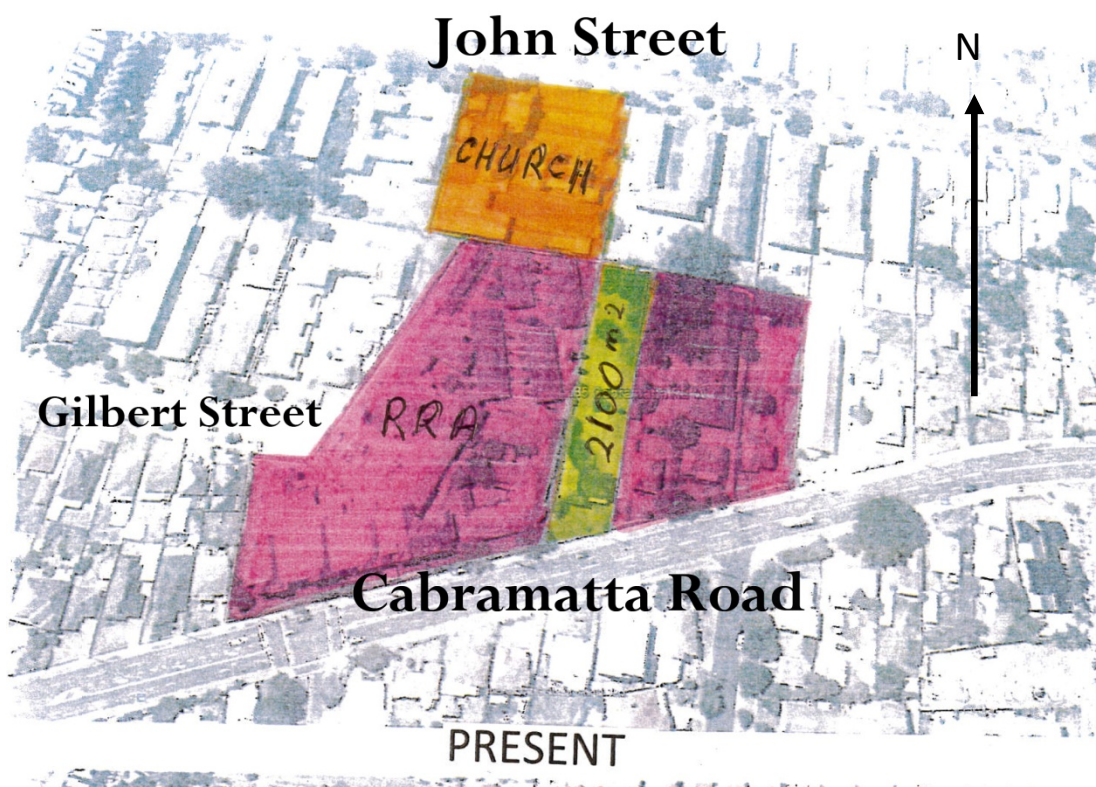 John Street
N
CHURCH
2100 m2
RRA
Gilbert Street
Cabramatta Road
PRESENT